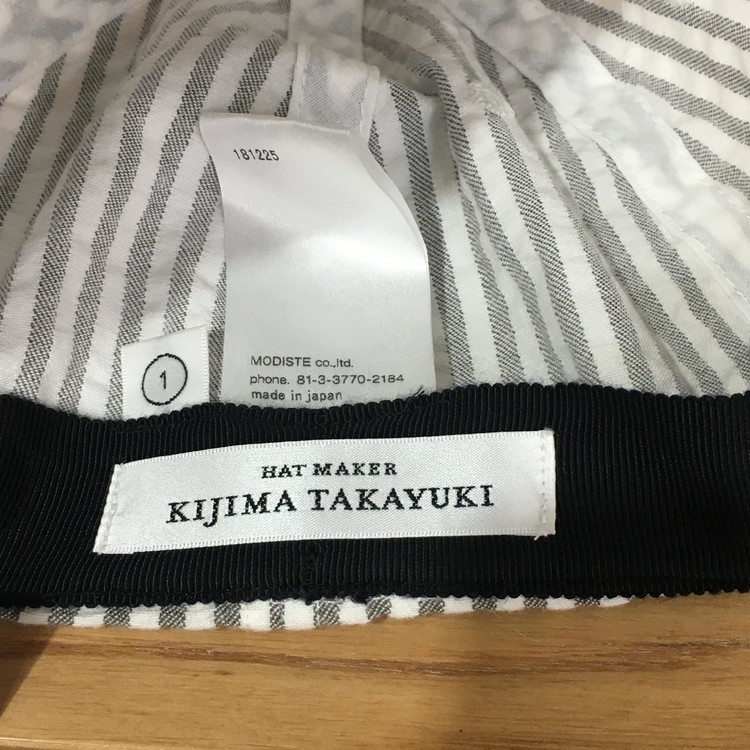 181225
MODISTE co.,ltd.
phone. 81-3-3770-2184
made in japan
1
HAT MAKER
KIJIMA TAKAYUKI